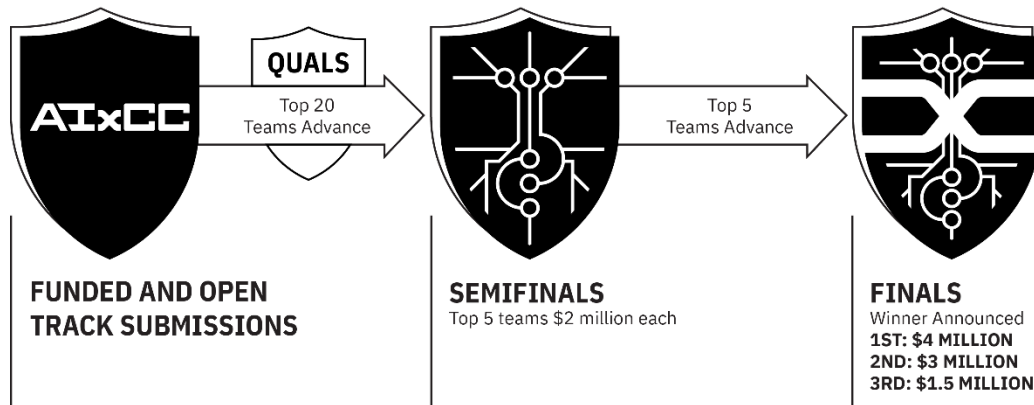 AIxCC
QUALS
Top 20
Teams Advance
Top 5
Teams Advance
FUNDED AND OPEN
TRACK SUBMISSIONS
SEMIFINALS
Top 5 teams $2 million each
FINALS
Winner Announced
1ST: $4 MILLION
2ND: $3 MILLION
3RD: $1.5 MILLION